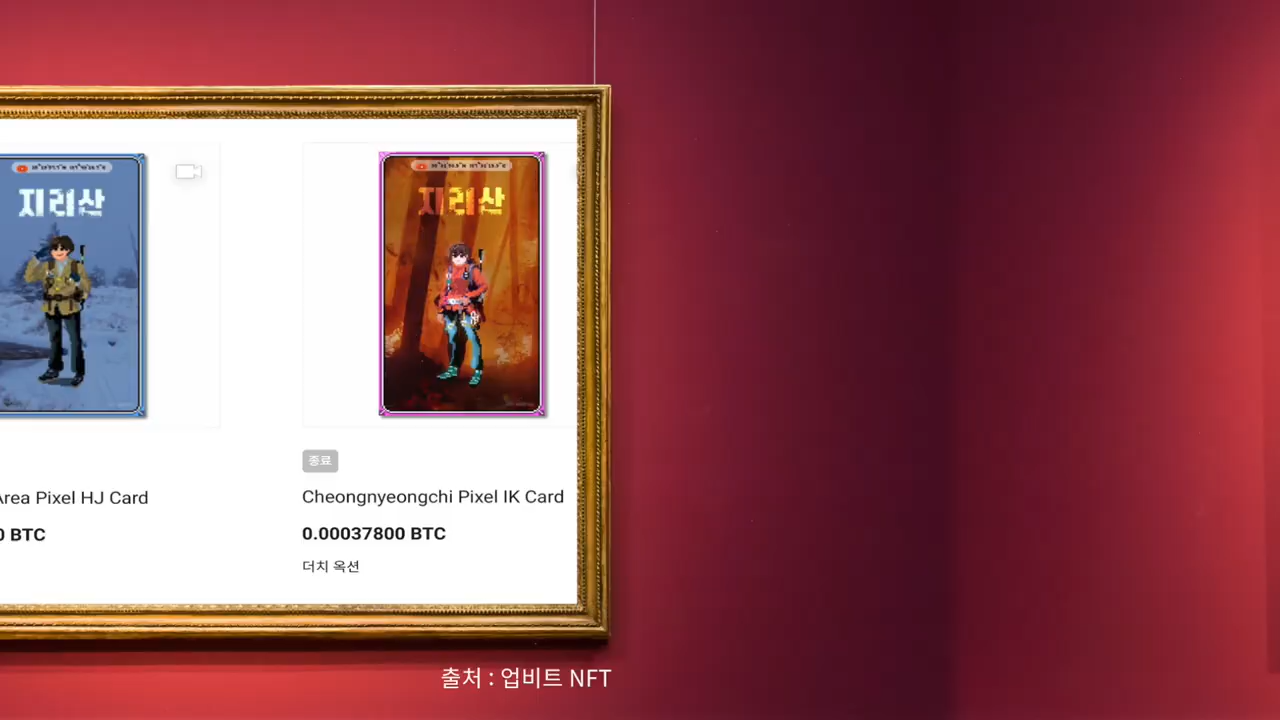 지리산
지리산
종료
Area Pixel HJ Card
Cheongnyeongchi Pixel IK Card
0 BTC
0.00037800 BTC
더치 옥션
출처 : 업비트 NFT